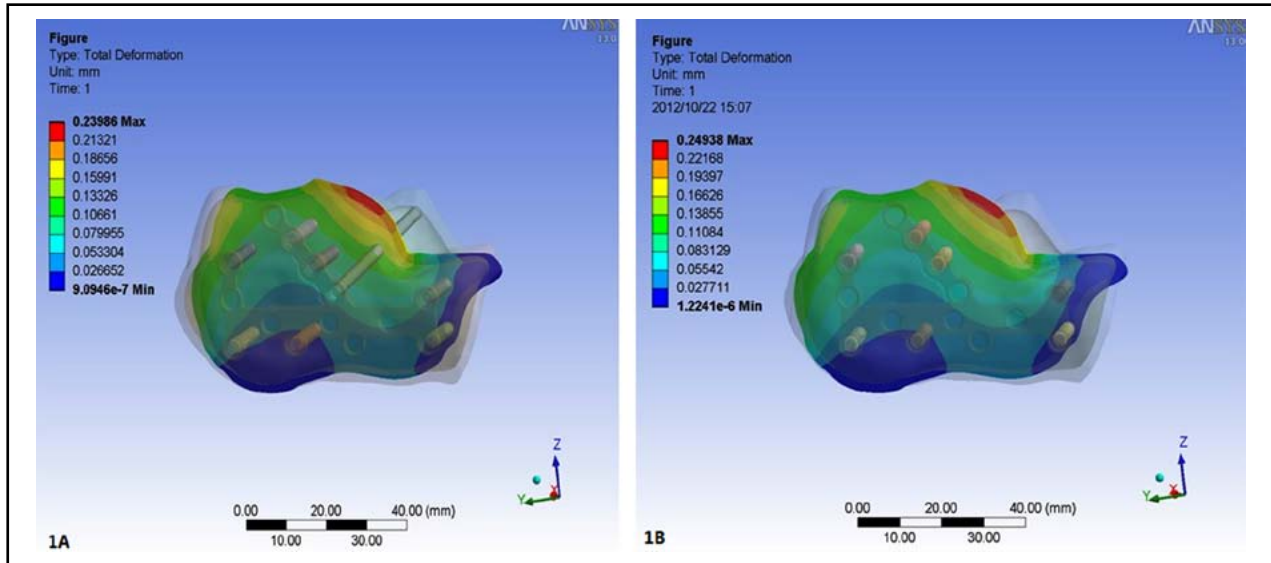 ANSYS
13.0
Figure
Type: Total Deformation
Unit: mm
Time: 1
0.23986 Max
0.21321
0.18656
0.15991
0.13326
0.10661
0.079955
0.053304
0.026652
9.0946e-7 Min
Z
Y
X
0.00 20.00 40.00 (mm)
10.00 30.00
1A
ANSYS
Figure
Type: Total Deformation
Unit: mm
Time: 1
2012/10/22 15:07
0.24938 Max
0.22168
0.19397
0.16626
0.13855
0.11084
0.083129
0.05542
0.027711
1.2241e-6 Min
Z
Y
X
0.00 20.00 40.00 (mm)
10.00 30.00
1B